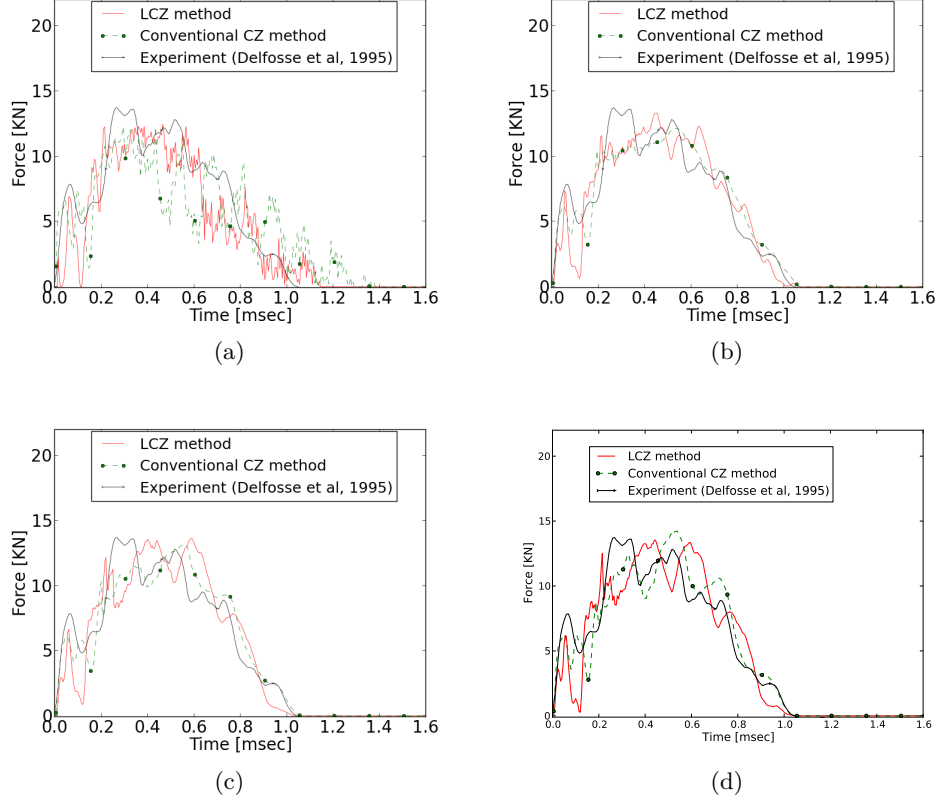 LCZ method
Conventional CZ method
Experiment (Delfosse et al, 1995)
Force [KN]
20
15
10
5
0
0.0 0.2 0.4 0.6 0.8 1.0 1.2 1.4 1.6
Time [msec]
(a)
LCZ method
Conventional CZ method
Experiment (Delfosse et al, 1995)
Force [KN]
20
15
10
5
0
0.0 0.2 0.4 0.6 0.8 1.0 1.2 1.4 1.6
Time [msec]
(b)
LCZ method
Conventional CZ method
Experiment (Delfosse et al, 1995)
Force [KN]
20
15
10
5
0
0.0 0.2 0.4 0.6 0.8 1.0 1.2 1.4 1.6
Time [msec]
(c)
LCZ method
Conventional CZ method
Experiment (Delfosse et al, 1995)
Force [KN]
20
15
10
5
0
0.0 0.2 0.4 0.6 0.8 1.0 1.2 1.4 1.6
Time [msec]
(d)